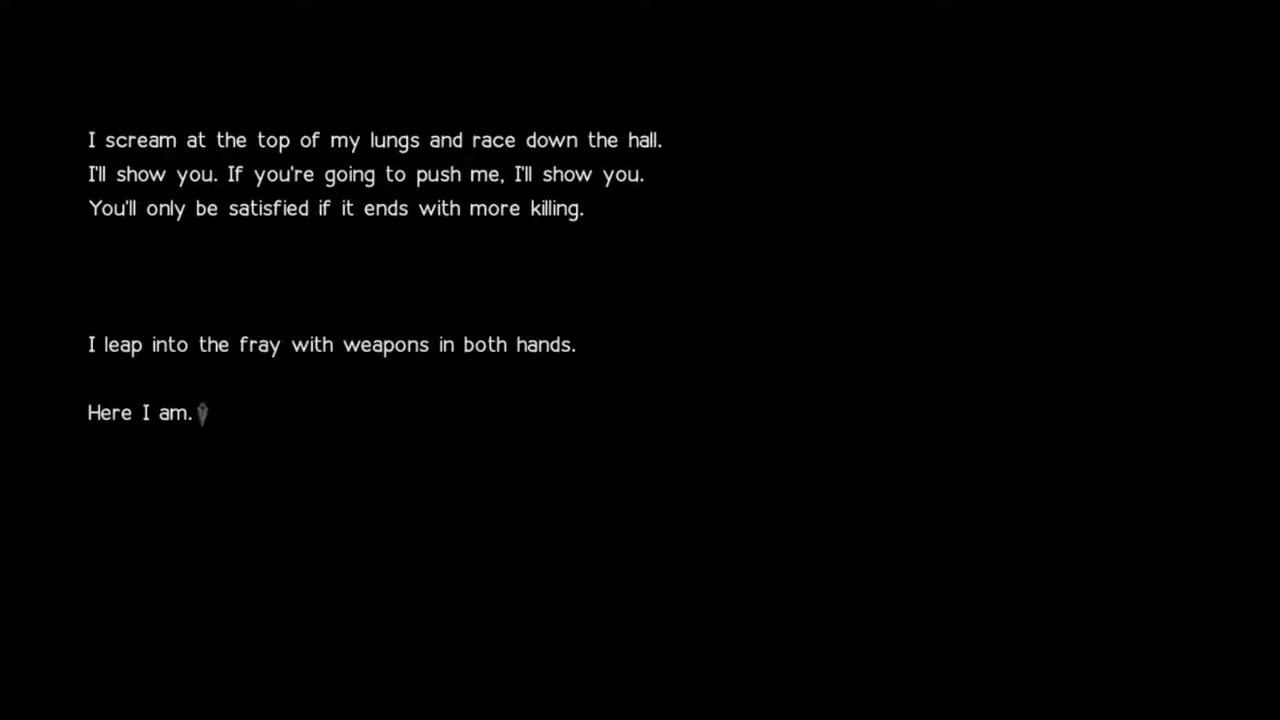 I scream at the top of my lungs and race down the hall.
I'll show you. If you're going to push me, I'll show you.
You'll only be satisfied if it ends with more killing.
I leap into the fray with weapons in both hands.
Here I am.